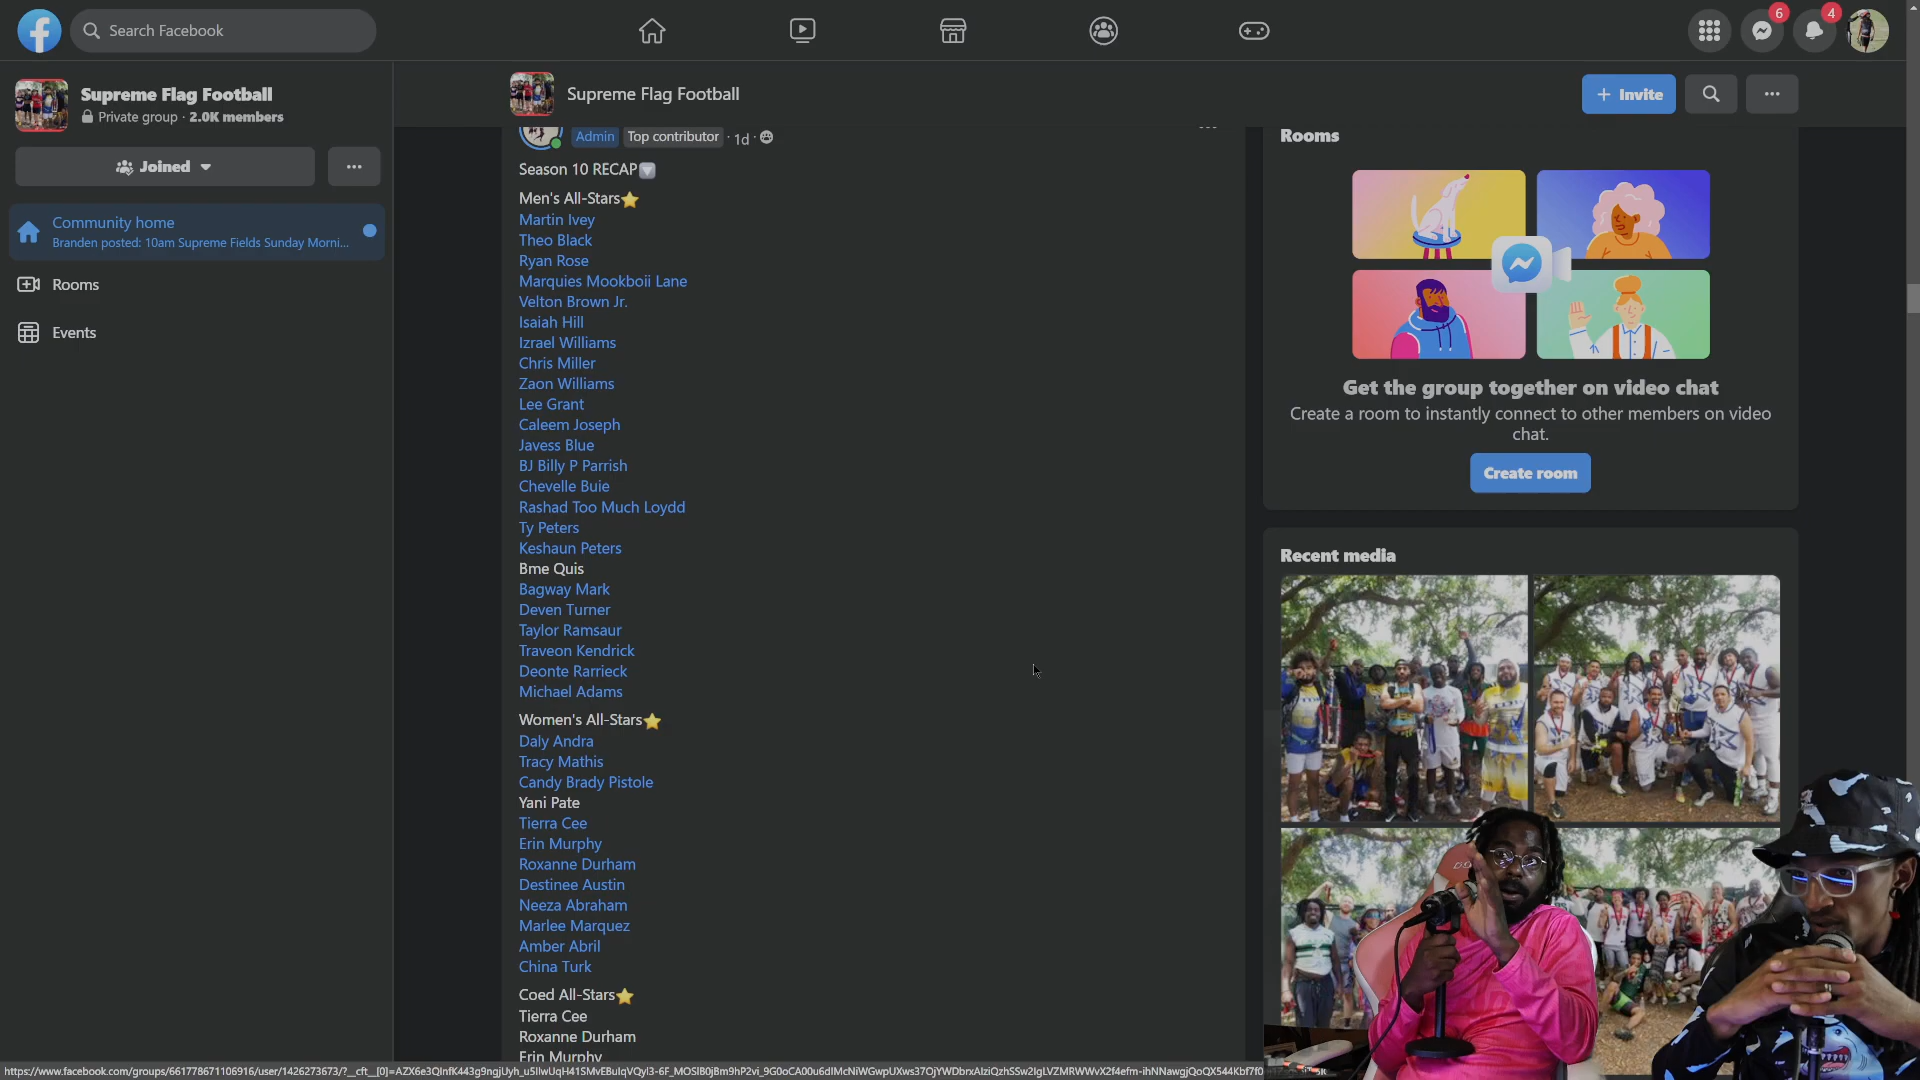 Search Facebook
6
4
Supreme Flag Football
Private group · 2.0K members
Joined
Community home
Branden posted: 10am Supreme Fields Sunday Morni...
Rooms
Events
Supreme Flag Football
+ Invite
Admin Top contributor · 1d ·
Season 10 RECAP
Men's All-Stars
Martin Ivey
Theo Black
Ryan Rose
Marquies Mookboii Lane
Velton Brown Jr.
Isaiah Hill
Izrael Williams
Chris Miller
Zaon Williams
Lee Grant
Caleem Joseph
Javess Blue
BJ Billy P Parrish
Chevelle Buie
Rashad Too Much Loydd
Ty Peters
Keshaun Peters
Bme Quis
Bagway Mark
Deven Turner
Taylor Ramsaur
Traveon Kendrick
Deonte Rarrieck
Michael Adams
Women's All-Stars
Daly Andra
Tracy Mathis
Candy Brady Pistole
Yani Pate
Tierra Cee
Erin Murphy
Roxanne Durham
Destinee Austin
Neeza Abraham
Marlee Marquez
Amber Abril
China Turk
Coed All-Stars
Tierra Cee
Roxanne Durham
Erin Murphy
Rooms
Get the group together on video chat
Create a room to instantly connect to other members on video
chat.
Create room
Recent media